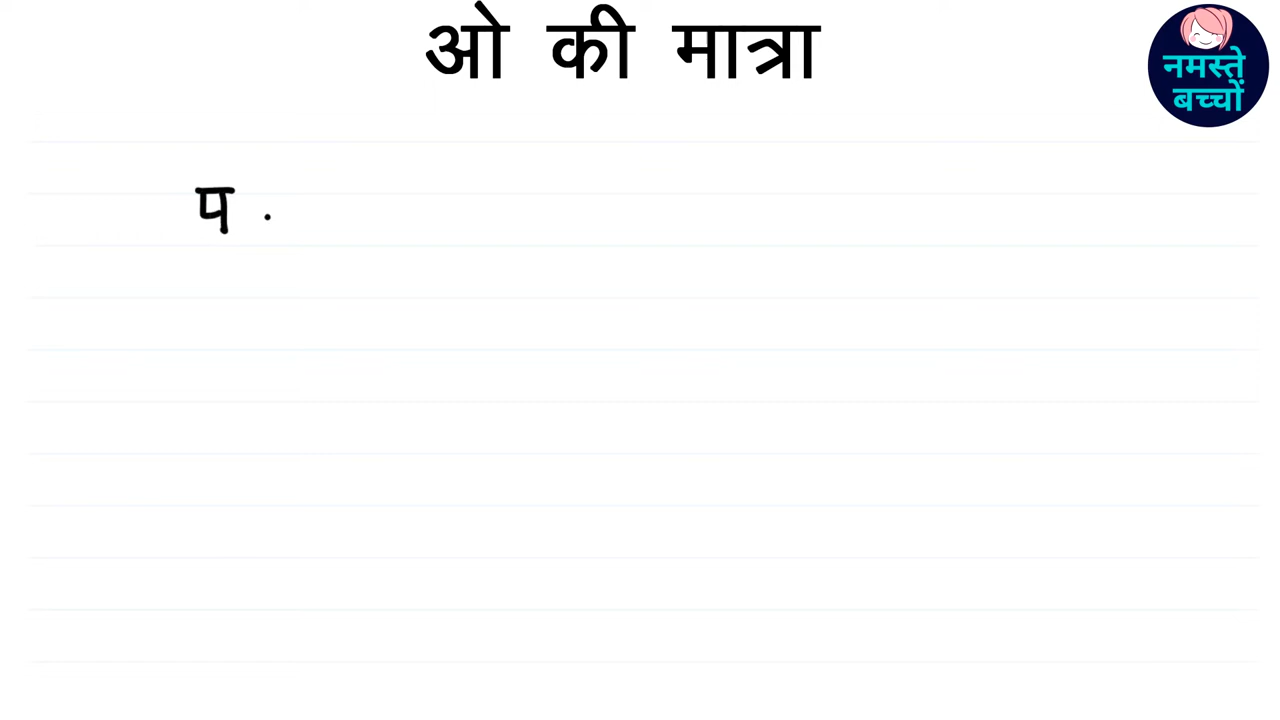 ओ की मात्रा
नमस्ते
बच्चों
प